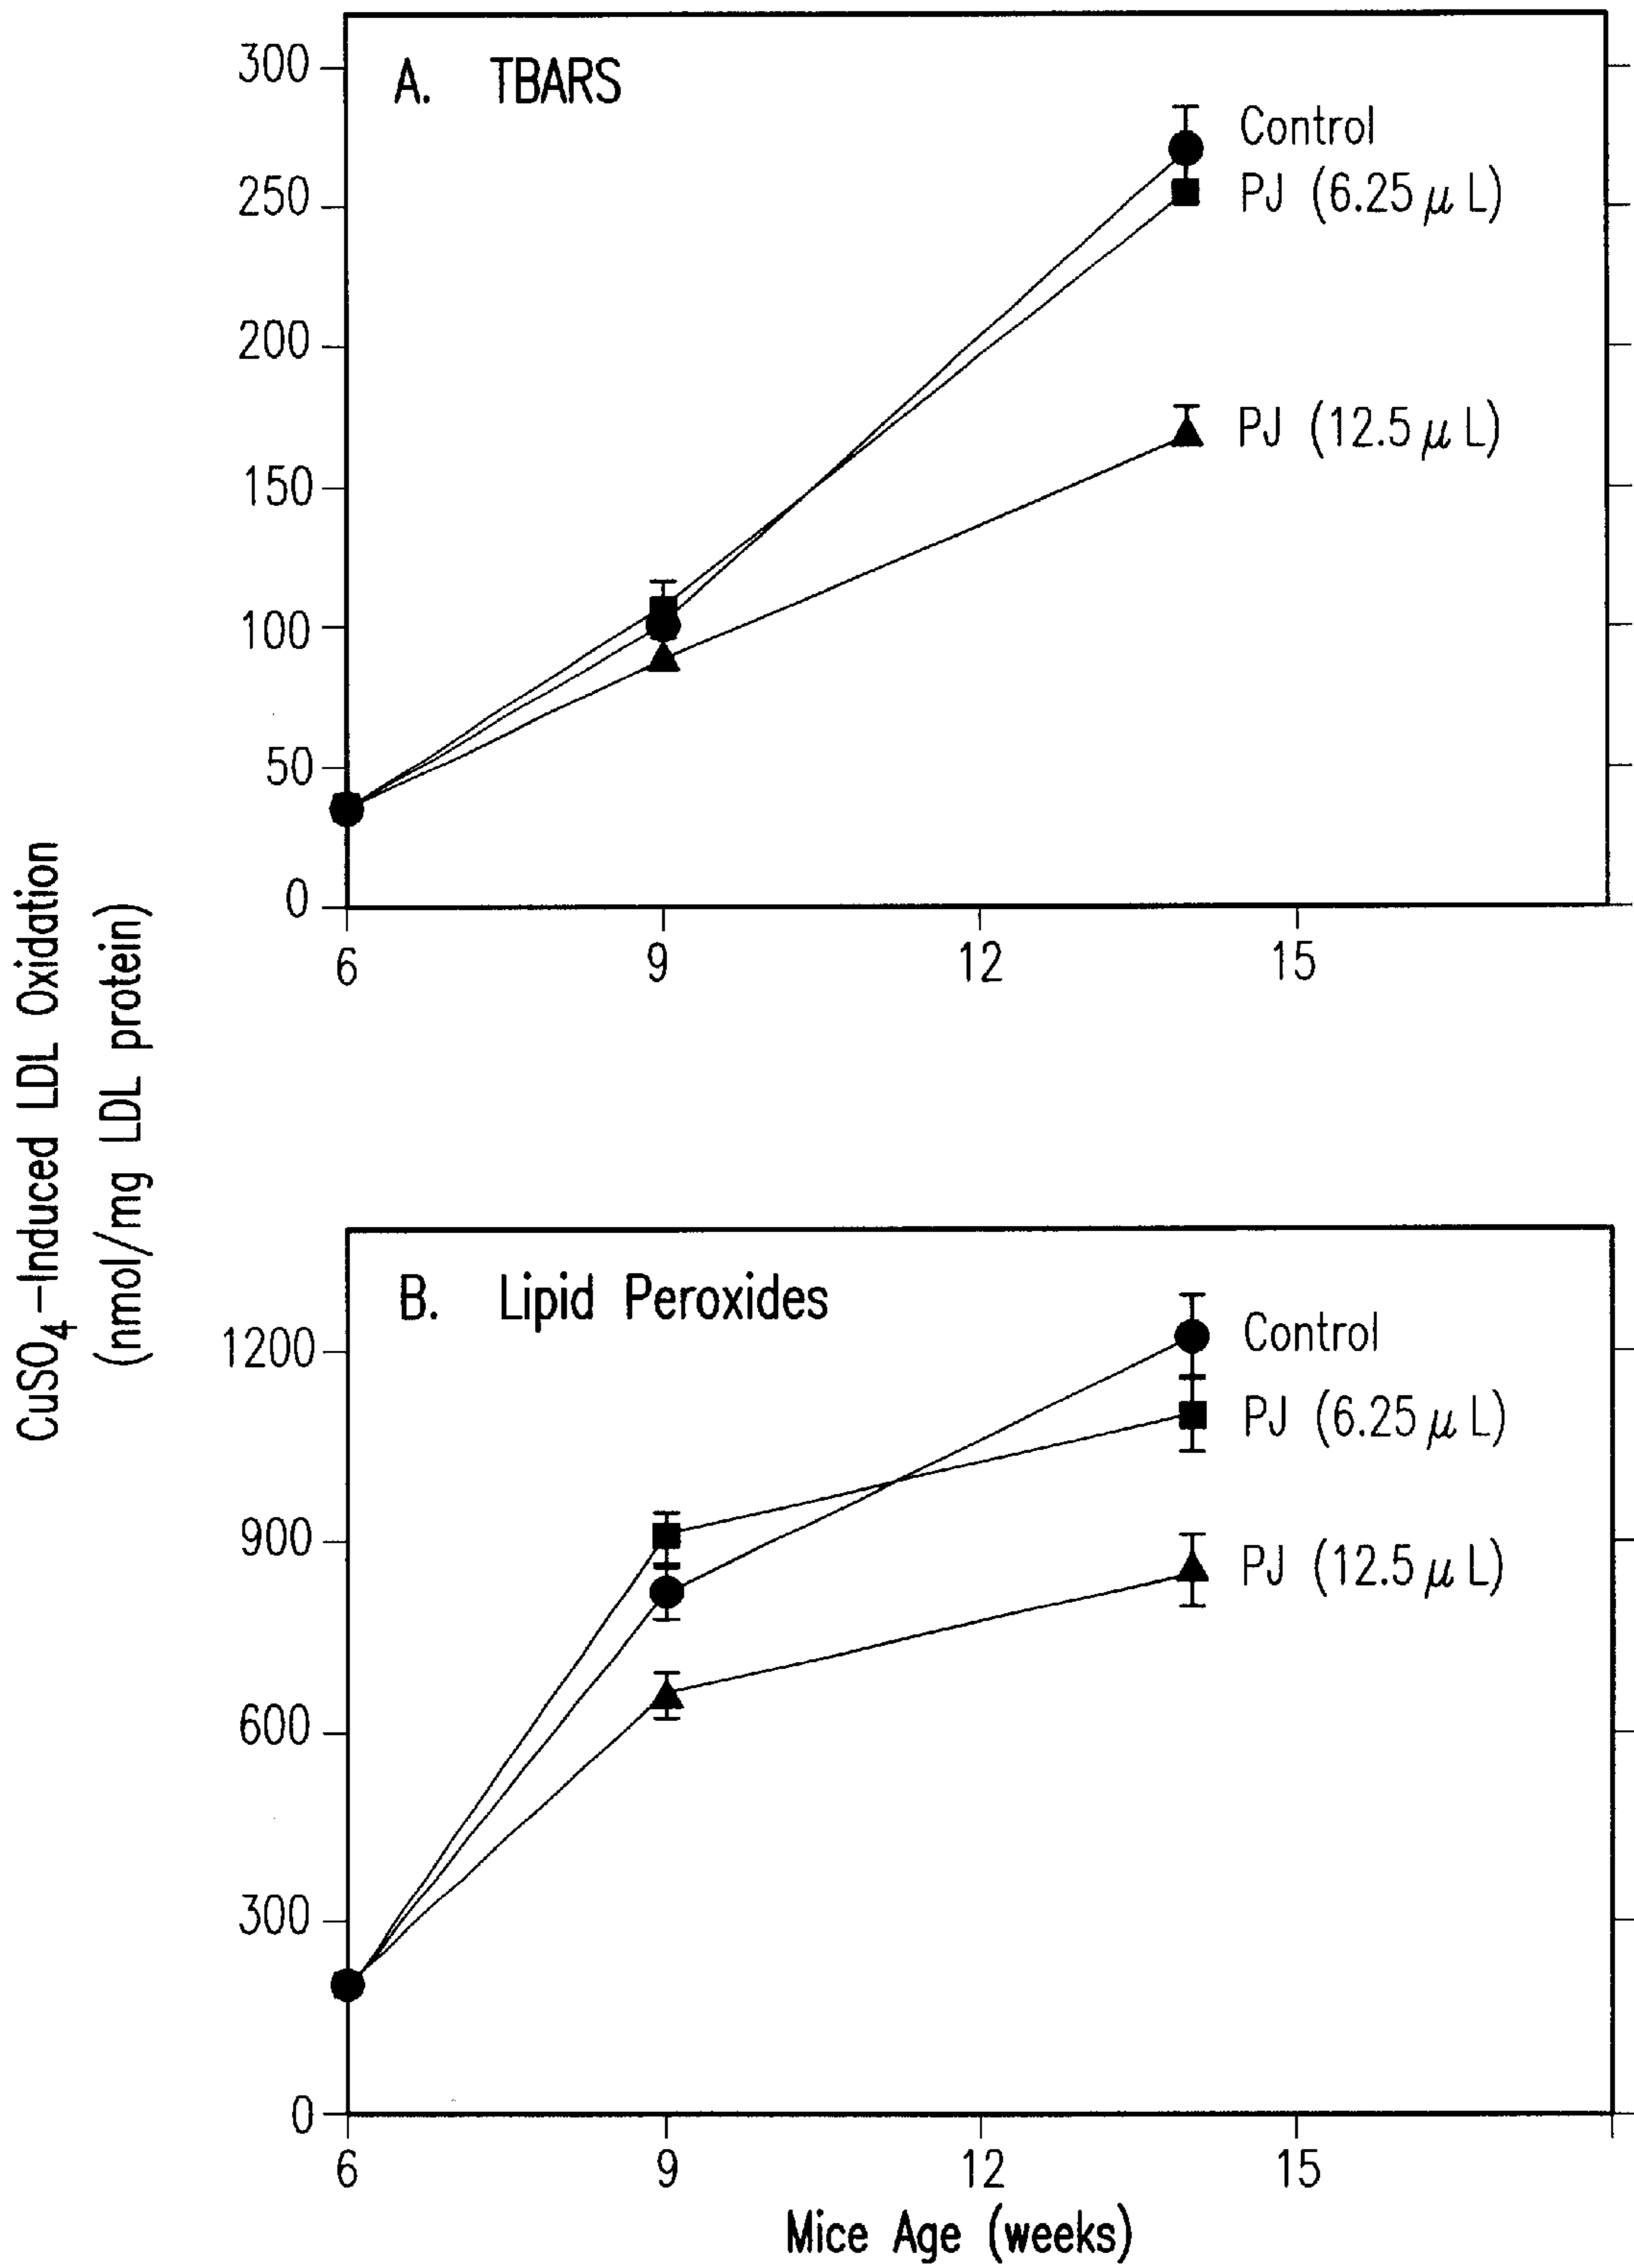 A. TBARS
300
250
200
150
100
50
0
Control
PJ (6.25 μ L)
PJ (12.5 μ L)
6 9 12 15
CuSO₄-Induced LDL Oxidation
(nmol/mg LDL protein)
B. Lipid Peroxides
1200
900
600
300
0
Control
PJ (6.25 μ L)
PJ (12.5 μ L)
6 9 12 15
Mice Age (weeks)